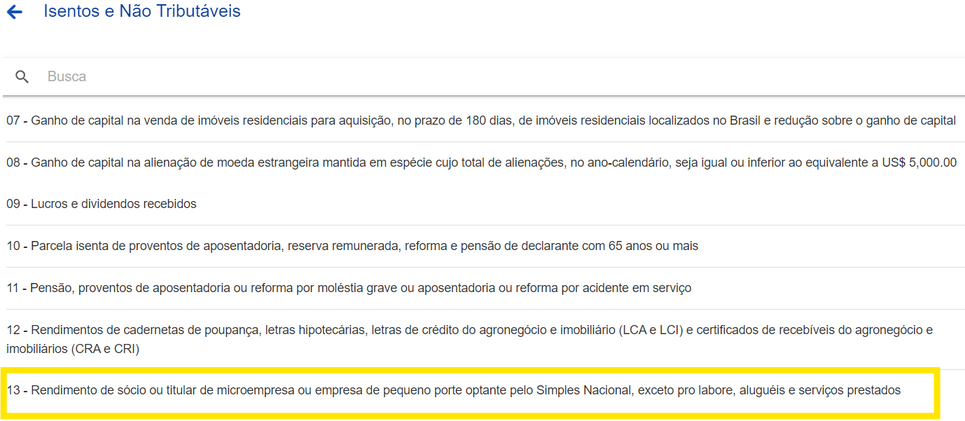 Isentos e Não Tributáveis
Busca
07 - Ganho de capital na venda de imóveis residenciais para aquisição, no prazo de 180 dias, de imóveis residenciais localizados no Brasil e redução sobre o ganho de capital
08 - Ganho de capital na alienação de moeda estrangeira mantida em espécie cujo total de alienações, no ano-calendário, seja igual ou inferior ao equivalente a US$ 5,000.00
09 - Lucros e dividendos recebidos
10 - Parcela isenta de proventos de aposentadoria, reserva remunerada, reforma e pensão de declarante com 65 anos ou mais
11 - Pensão, proventos de aposentadoria ou reforma por moléstia grave ou aposentadoria ou reforma por acidente em serviço
12 - Rendimentos de cadernetas de poupança, letras hipotecárias, letras de crédito do agronegócio e imobiliário (LCA e LCI) e certificados de recebíveis do agronegócio e
imobiliários (CRA e CRI)
13 - Rendimento de sócio ou titular de microempresa ou empresa de pequeno porte optante pelo Simples Nacional, exceto pro labore, aluguéis e serviços prestados